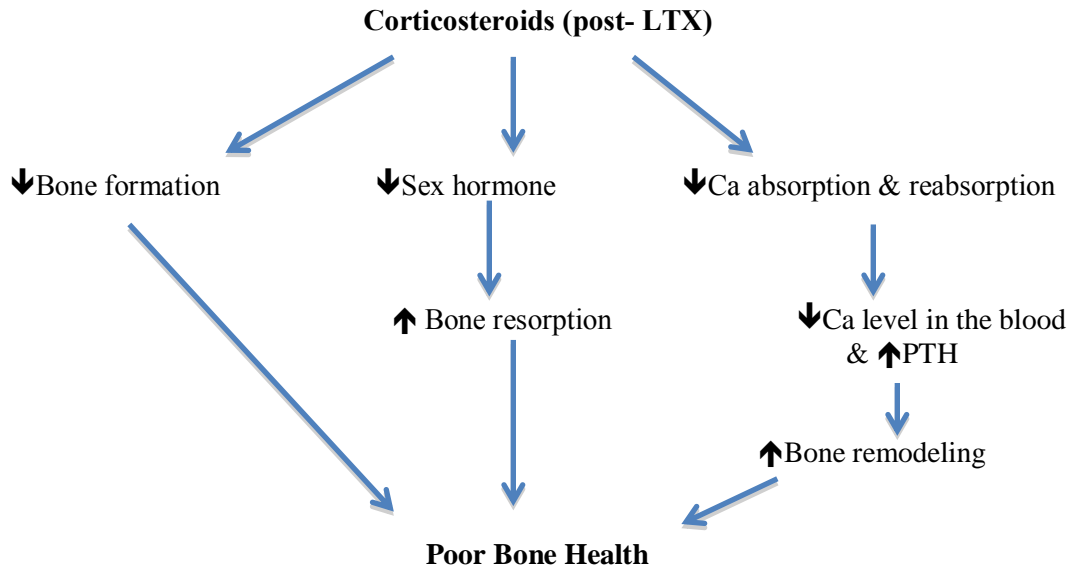 Corticosteroids (post- LTX)
🡻Bone formation
🡻Sex hormone
🡻Ca absorption & reabsorption
🡹 Bone resorption
🡻Ca level in the blood
& 🡹PTH
🡹Bone remodeling
Poor Bone Health